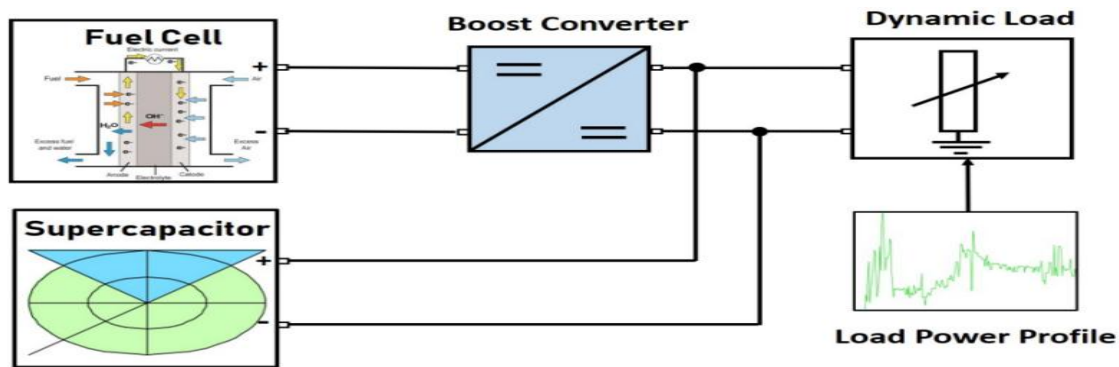 Fuel Cell
Electric current
+
-
Fuel
Air
H₂O
OH⁻
Excess fuel
and water
Excess
Air
Anode
Electrolyte
Catode
Boost Converter
Dynamic Load
Supercapacitor
+
-
Load Power Profile